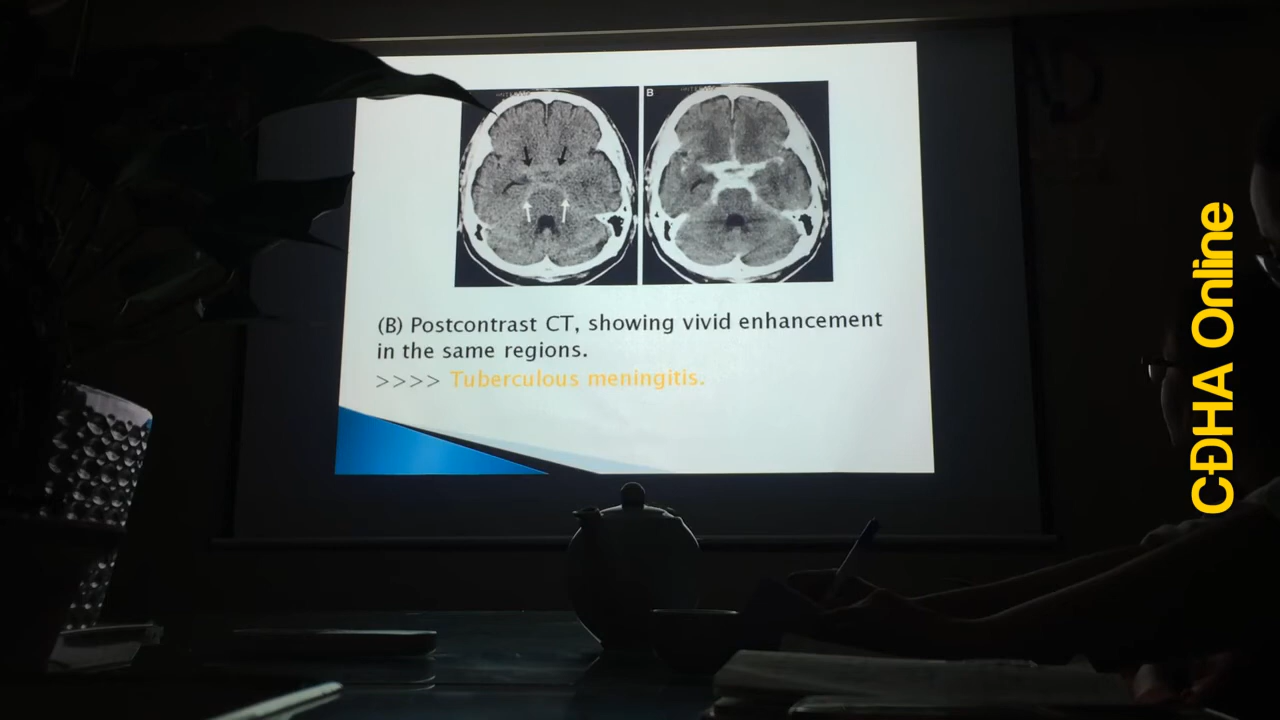 B
(B) Postcontrast CT, showing vivid enhancement
in the same regions.
>>>> Tuberculous meningitis.
CĐHA Online